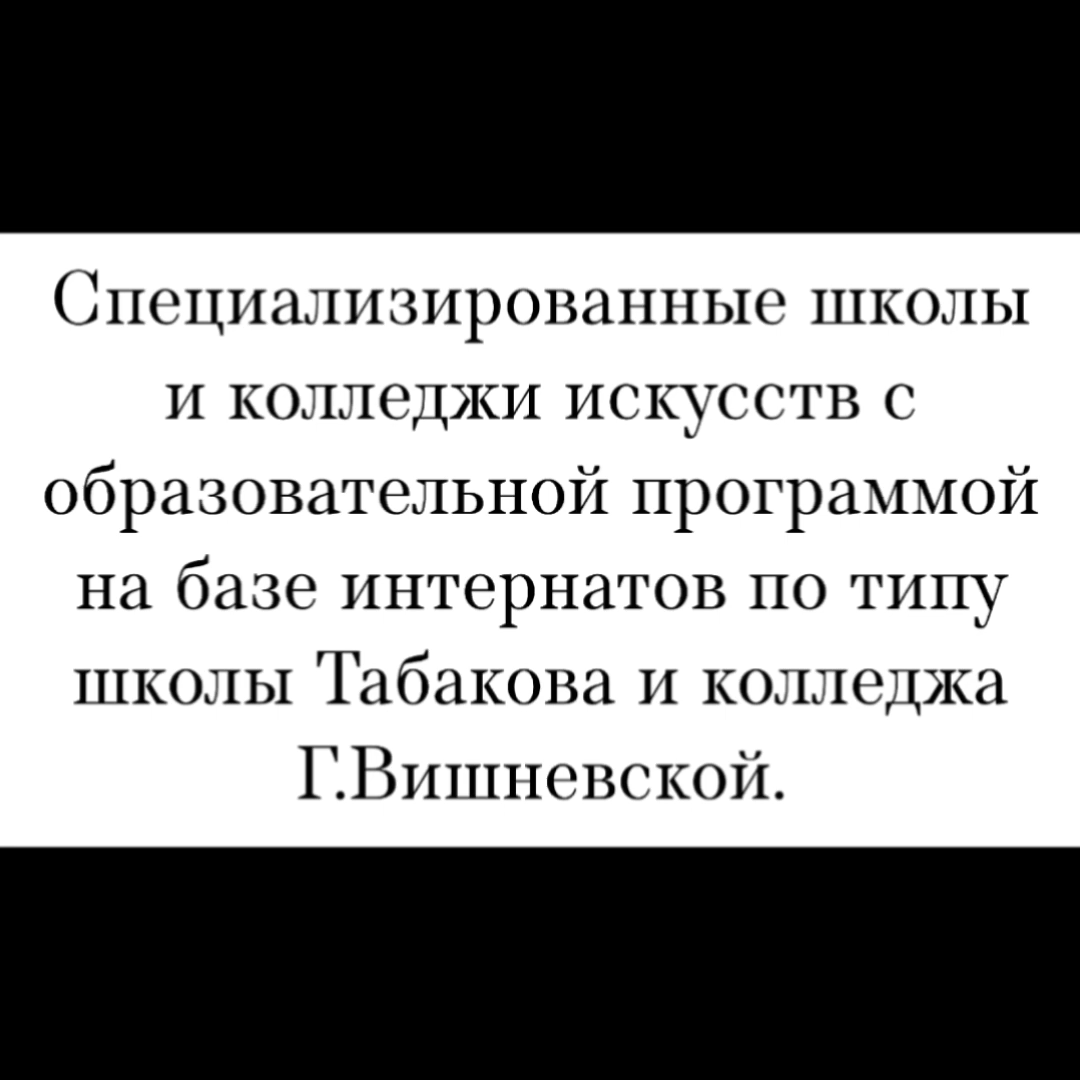 Специализированные школы
и колледжи искусств с
образовательной программой
на базе интернатов по типу
школы Табакова и колледжа
Г.Вишневской.